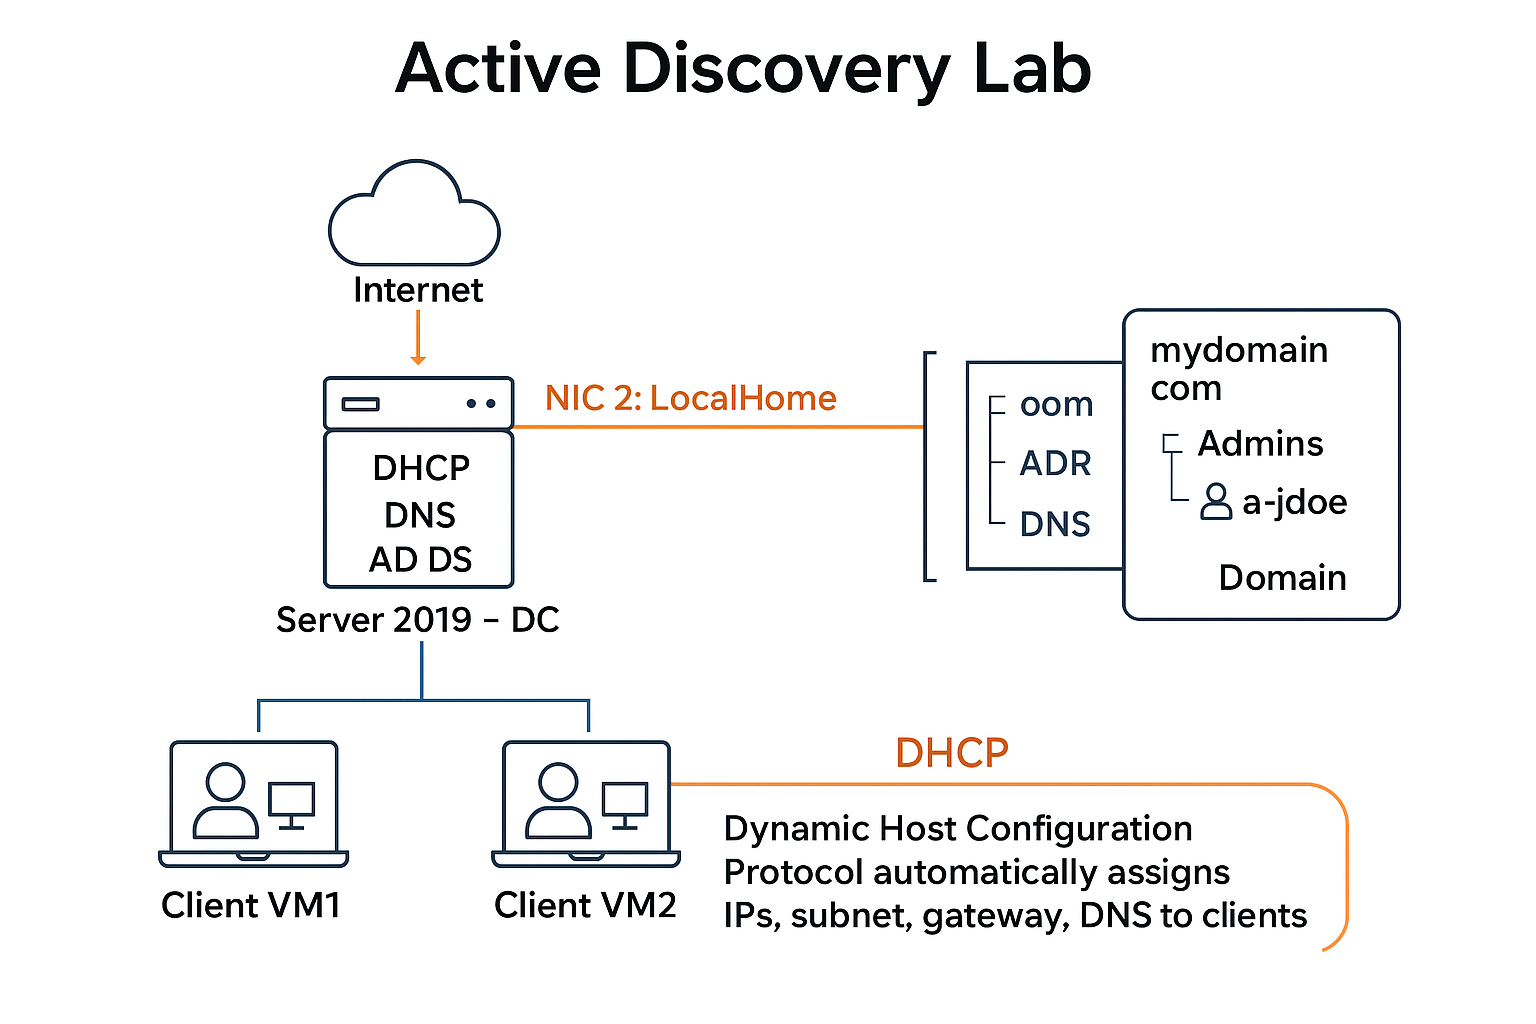 Active Discovery Lab
Internet
NIC 2: LocalHome
DHCP
DNS
AD DS
Server 2019 – DC
oom
ADR
DNS
mydomain
com
Admins
a-jdoe
Domain
Client VM1
Client VM2
DHCP
Dynamic Host Configuration
Protocol automatically assigns
IPs, subnet, gateway, DNS to clients